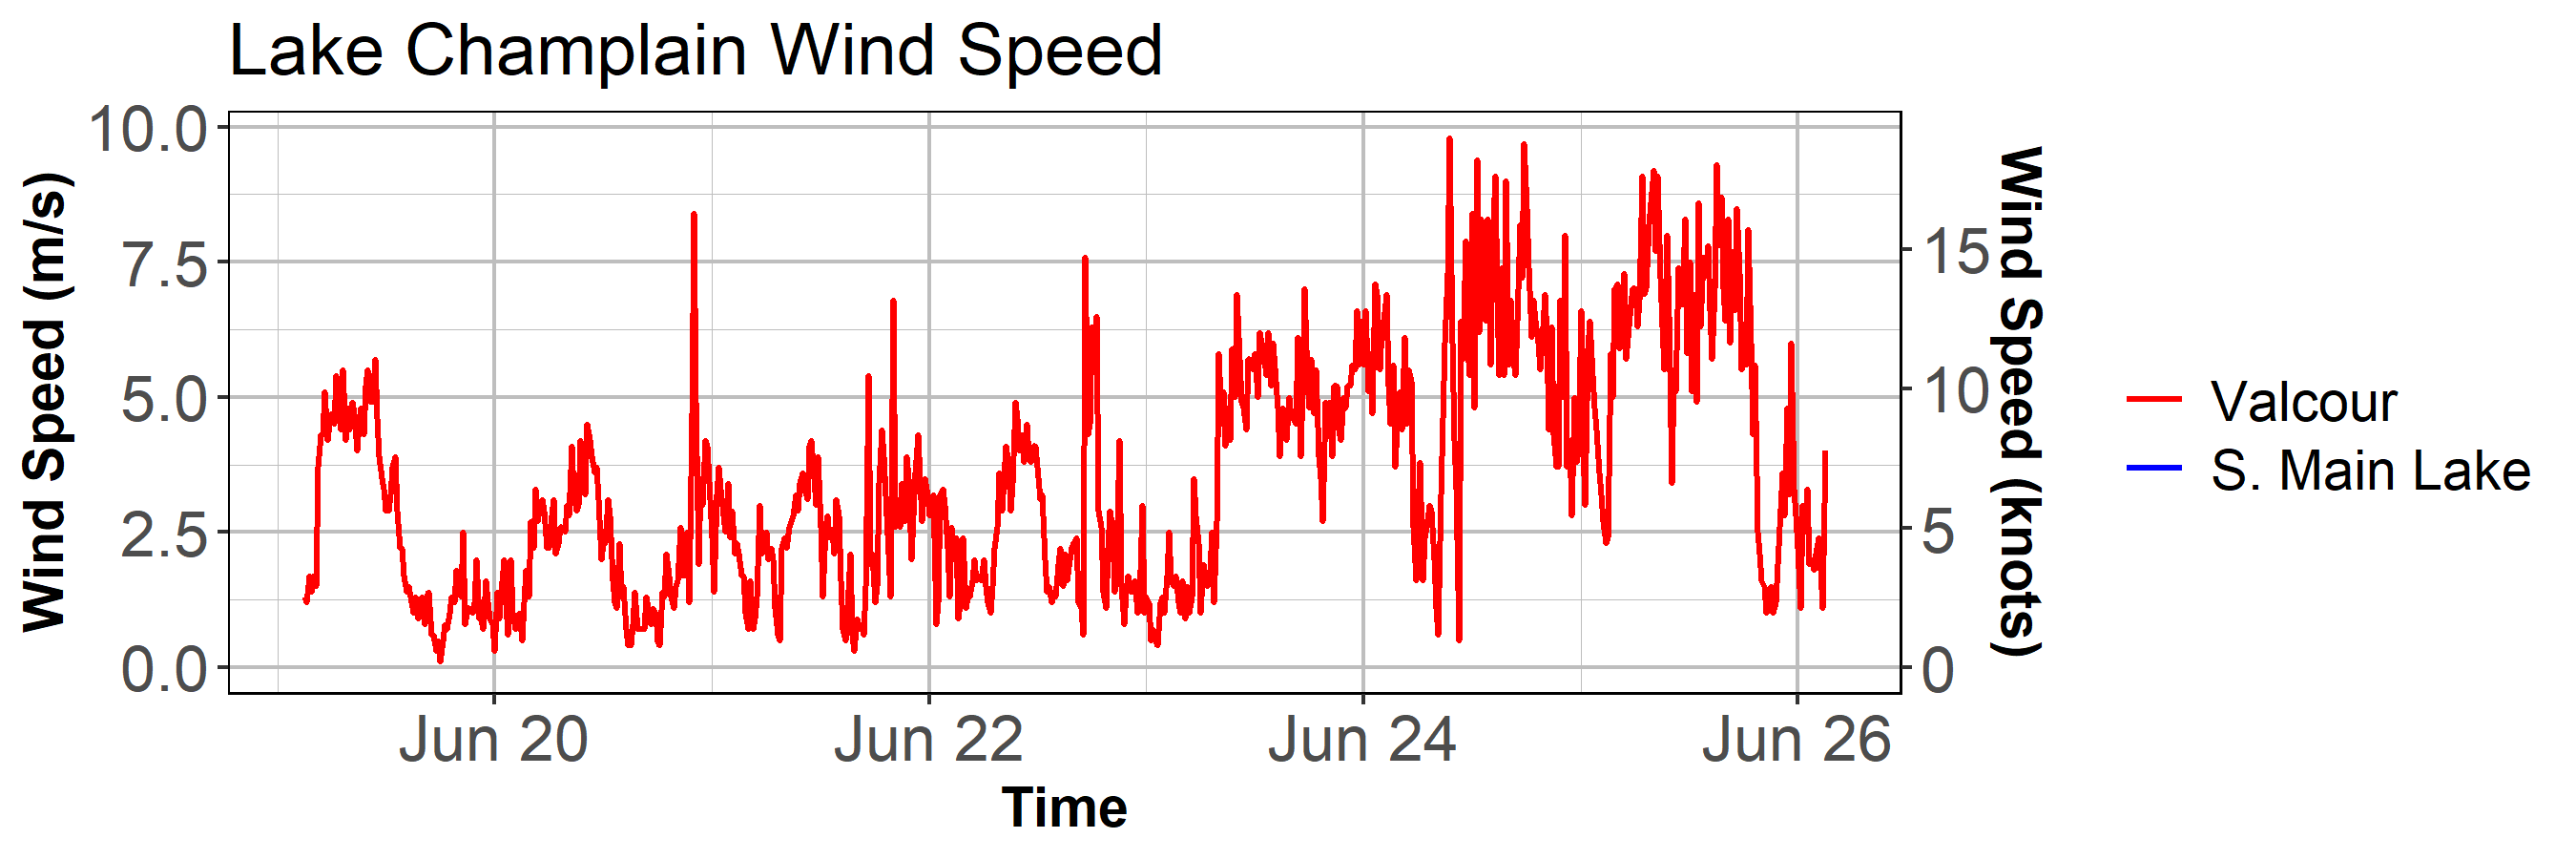 Lake Champlain Wind Speed
Wind Speed (m/s)
10.0
7.5
5.0
2.5
0.0
Jun 20
Jun 22
Jun 24
Jun 26
Time
15
10
5
0
Wind Speed (knots)
Valcour
S. Main Lake